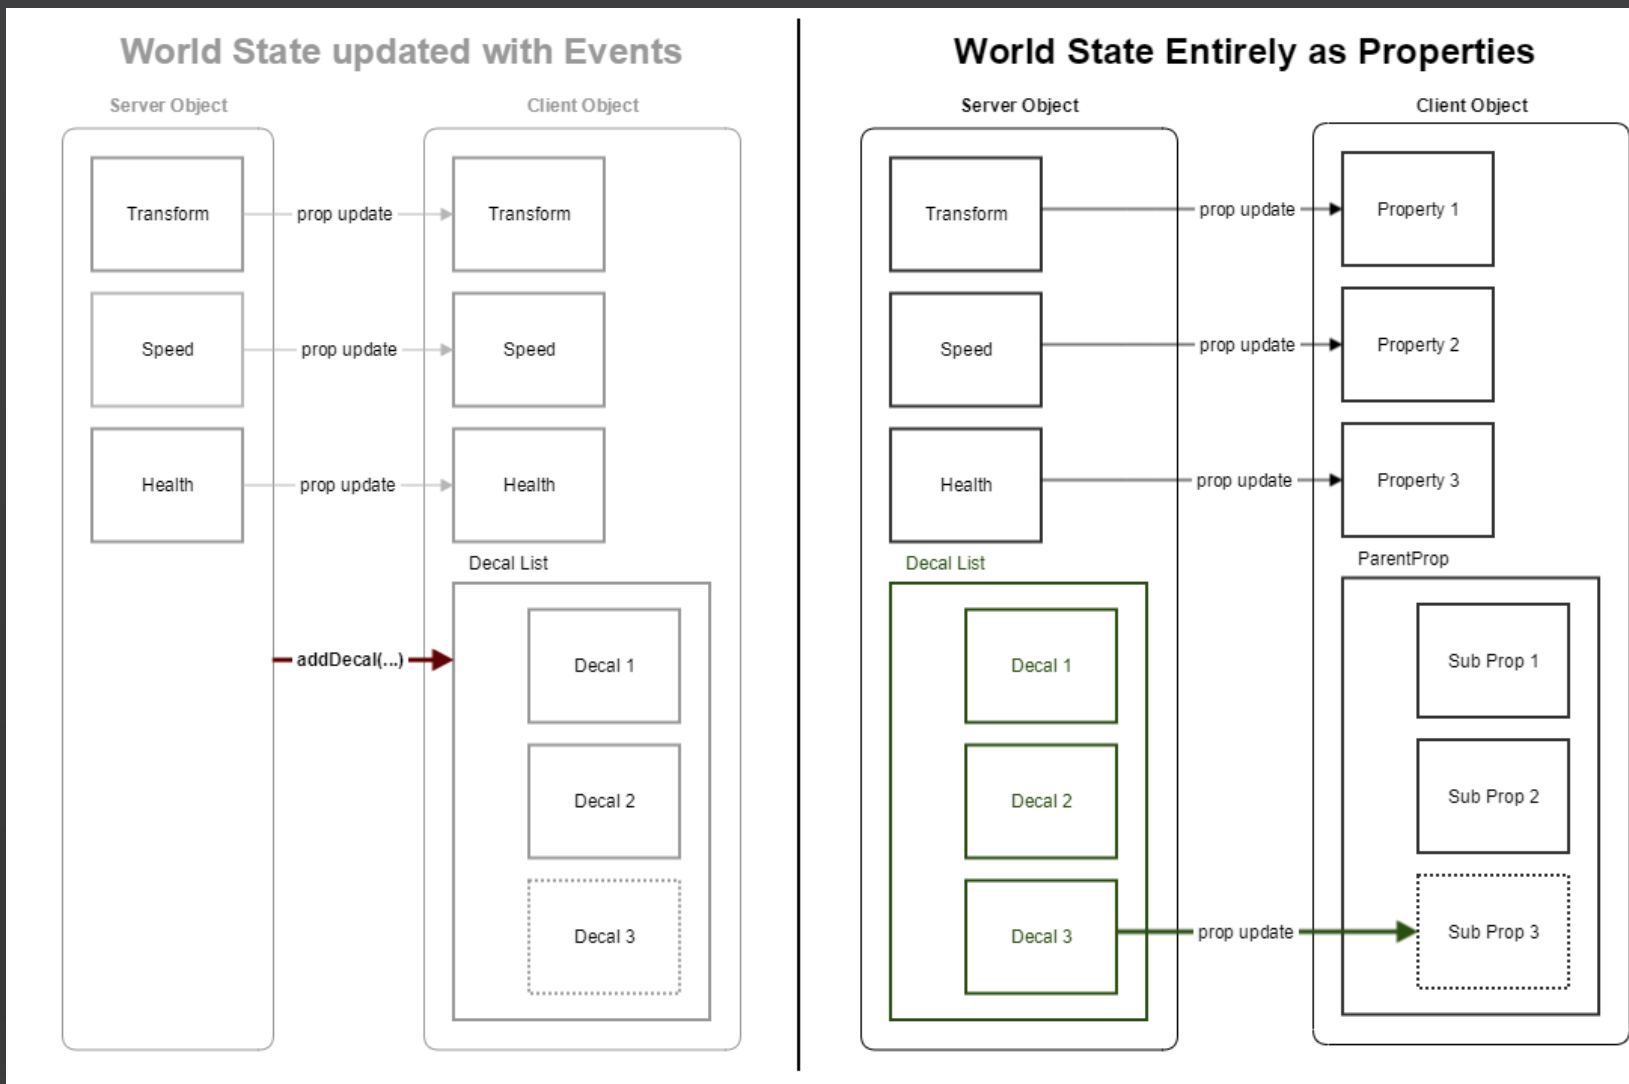 World State updated with Events
Server Object
Client Object
Transform
prop update
Transform
Speed
prop update
Speed
Health
prop update
Health
Decal List
addDecal(...)
Decal 1
Decal 2
Decal 3
World State Entirely as Properties
Server Object
Client Object
Transform
prop update
Property 1
Speed
prop update
Property 2
Health
prop update
Property 3
Decal List
ParentProp
Decal 1
Sub Prop 1
Decal 2
Sub Prop 2
Decal 3
prop update
Sub Prop 3